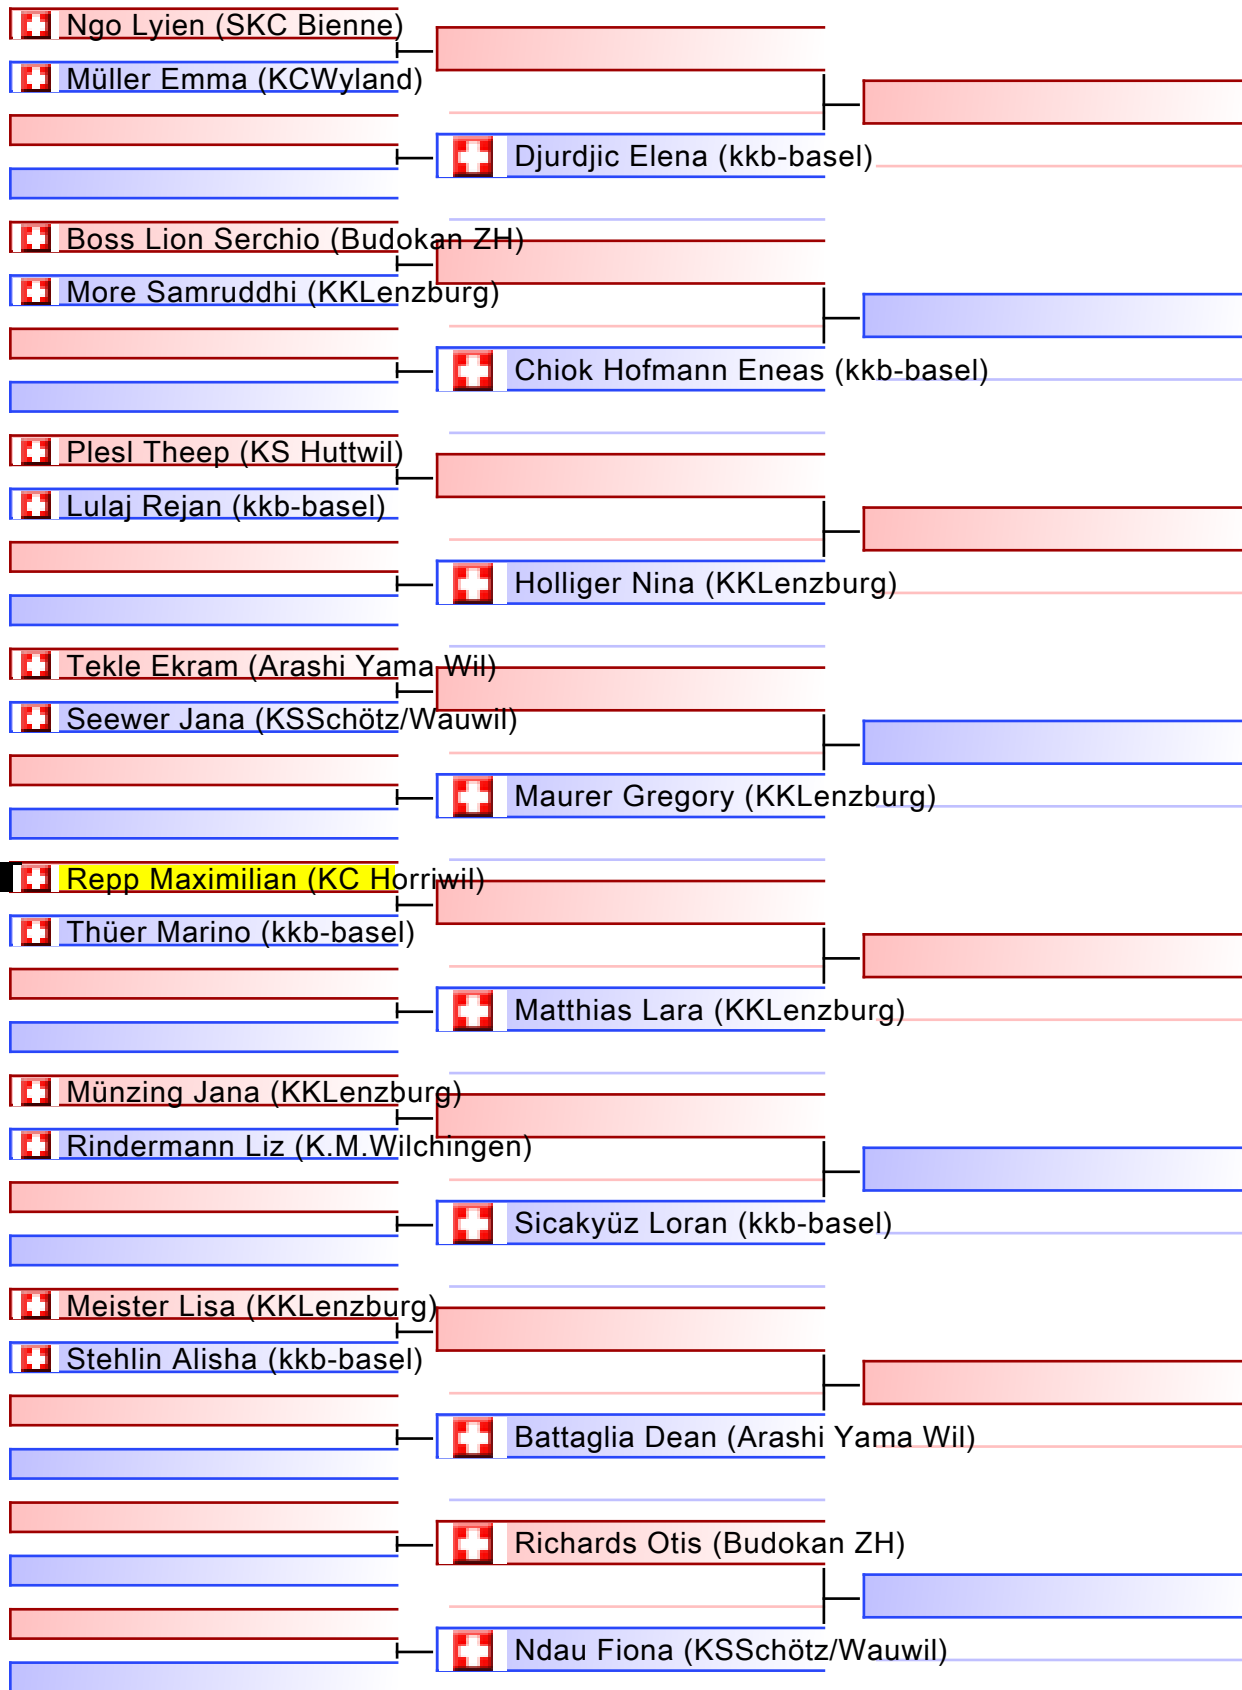 Ngo Lyien (SKC Bienne)
Müller Emma (KCWyland)
Djurdjic Elena (kkb-basel)
Boss Lion Serchio (Budokan ZH)
More Samruddhi (KKLenzburg)
Chiok Hofmann Eneas (kkb-basel)
Plesl Theep (KS Huttwil)
Lulaj Rejan (kkb-basel)
Holliger Nina (KKLenzburg)
Tekle Ekram (Arashi Yama Wil)
Seewer Jana (KSSchötz/Wauwil)
Maurer Gregory (KKLenzburg)
Repp Maximilian (KC Horriwil)
Thüer Marino (kkb-basel)
Matthias Lara (KKLenzburg)
Münzing Jana (KKLenzburg)
Rindermann Liz (K.M.Wilchingen)
Sicakyüz Loran (kkb-basel)
Meister Lisa (KKLenzburg)
Stehlin Alisha (kkb-basel)
Battaglia Dean (Arashi Yama Wil)
Richards Otis (Budokan ZH)
Ndau Fiona (KSSchötz/Wauwil)